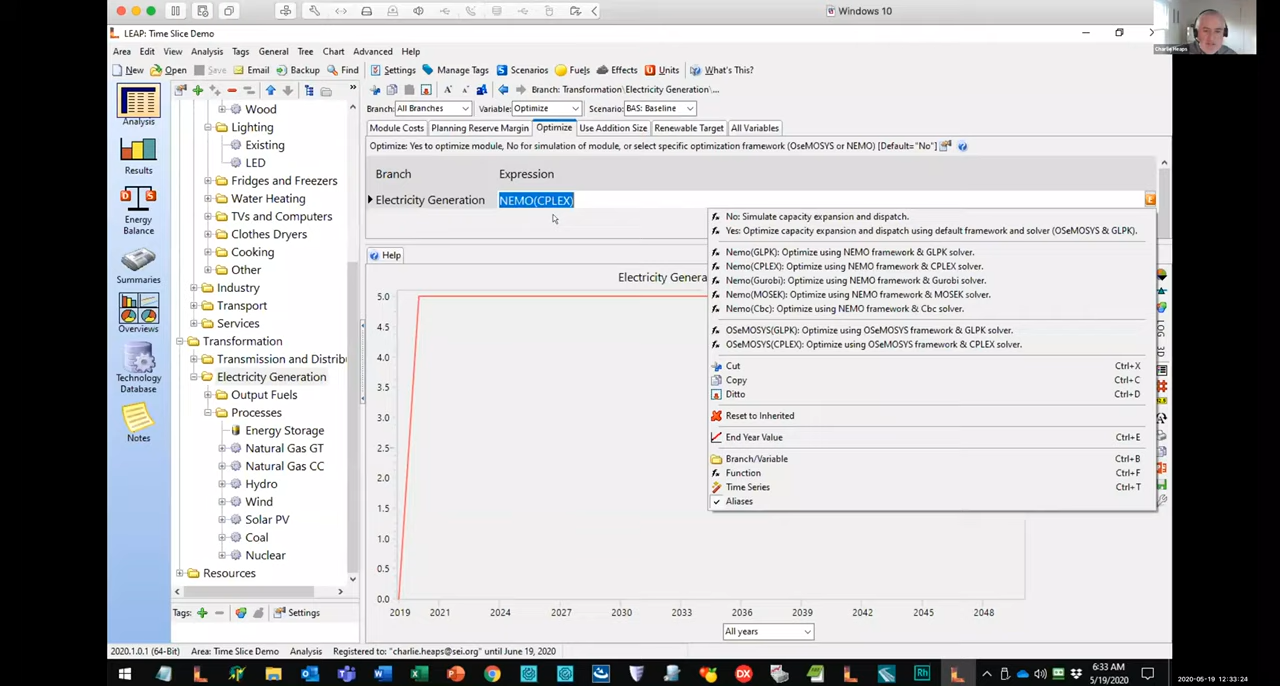 Windows 10
Charlie Heaps
LEAP: Time Slice Demo
Area Edit View Analysis Tags General Tree Chart Advanced Help
New Open Save Email Backup Find Settings Manage Tags Scenarios Fuels Effects Units What's This?
Branch: Transformation\Electricity Generation\...
Branch: All Branches Variable: Optimize Scenario: BAS: Baseline
Module Costs Planning Reserve Margin Optimize Use Addition Size Renewable Target All Variables
Optimize: Yes to optimize module, No for simulation of module, or select specific optimization framework (OseMOSYS or NEMO) [Default="No"]
Branch Expression
Electricity Generation NEMO(CPLEX)
No: Simulate capacity expansion and dispatch.
Yes: Optimize capacity expansion and dispatch using default framework and solver (OSeMOSYS & GLPK).
Nemo(GLPK): Optimize using NEMO framework & GLPK solver.
Nemo(CPLEX): Optimize using NEMO framework & CPLEX solver.
Nemo(Gurobi): Optimize using NEMO framework & Gurobi solver.
Nemo(MOSEK): Optimize using NEMO framework & MOSEK solver.
Nemo(Cbc): Optimize using NEMO framework & Cbc solver.
OSeMOSYS(GLPK): Optimize using OSeMOSYS framework & GLPK solver.
OSeMOSYS(CPLEX): Optimize using OSeMOSYS framework & CPLEX solver.
Cut Ctrl+X
Copy Ctrl+C
Ditto Ctrl+D
Reset to Inherited
End Year Value Ctrl+E
Branch/Variable Ctrl+B
Function Ctrl+F
Time Series Ctrl+T
Aliases
Help
Electricity Genera
5.0
4.5
4.0
3.5
3.0
2.5
2.0
1.5
1.0
0.5
0.0
2019 2021 2024 2027 2030 2033 2036 2039 2042 2045 2048
All years
LOG
3D
Analysis
Results
Energy
Balance
Summaries
Overviews
Technology
Database
Notes
Wood
Lighting
Existing
LED
Fridges and Freezers
Water Heating
TVs and Computers
Clothes Dryers
Cooking
Other
Industry
Transport
Services
Transformation
Transmission and Distribu
Electricity Generation
Output Fuels
Processes
Energy Storage
Natural Gas GT
Natural Gas CC
Hydro
Wind
Solar PV
Coal
Nuclear
Resources
Tags: Settings
2020.1.0.1 (64-Bit) Area: Time Slice Demo Analysis Registered to: "charlie.heaps@sei.org" until June 19, 2020
6:33 AM
5/19/2020
2020-05-19 12:33:24